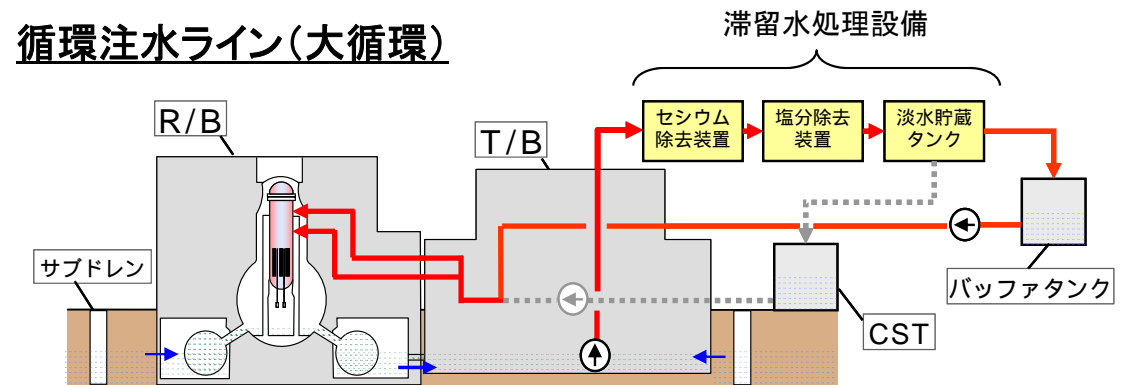 循環注水ライン(大循環)
滞留水処理設備
R/B
T/B
セシウム
除去装置
塩分除去
装置
淡水貯蔵
タンク
サブドレン
バッファタンク
CST